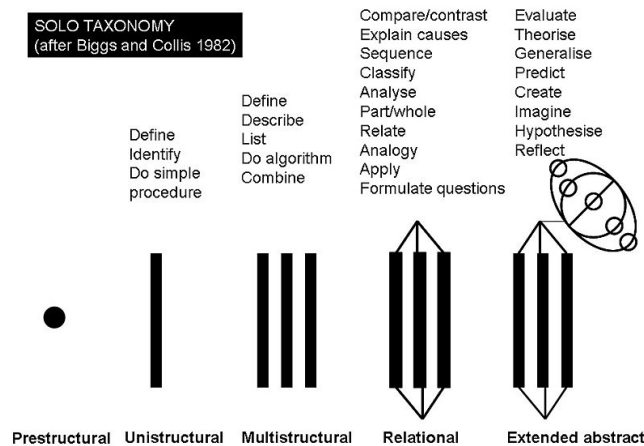 SOLO TAXONOMY
(after Biggs and Collis 1982)
Define
Identify
Do simple
procedure
Define
Describe
List
Do algorithm
Combine
Compare/contrast
Explain causes
Sequence
Classify
Analyse
Part/whole
Relate
Analogy
Apply
Formulate questions
Evaluate
Theorise
Generalise
Predict
Create
Imagine
Hypothesise
Reflect
Prestructural
Unistructural
Multistructural
Relational
Extended abstract